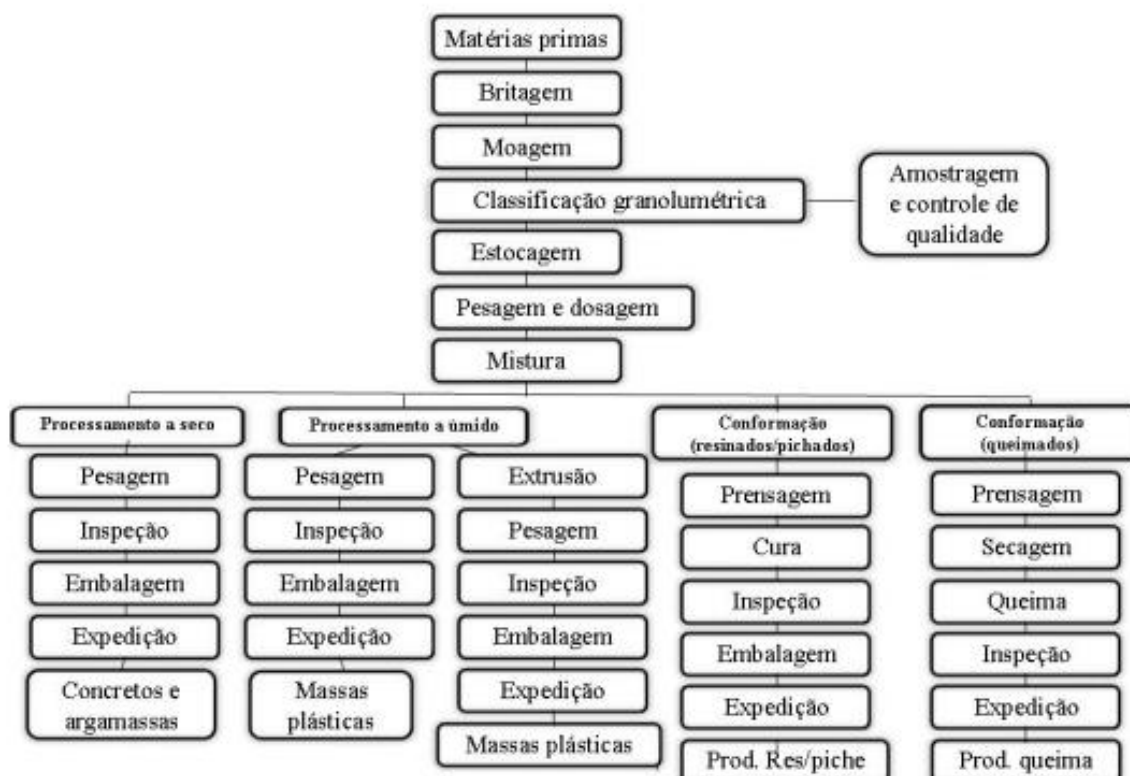 Matérias primas
Britagem
Moagem
Classificação granolumétrica
Amostragem
e controle de
qualidade
Estocagem
Pesagem e dosagem
Mistura
Processamento a seco
Pesagem
Inspeção
Embalagem
Expedição
Concretos e
argamassas
Processamento a úmido
Pesagem
Inspeção
Embalagem
Expedição
Massas
plásticas
Extrusão
Pesagem
Inspeção
Embalagem
Expedição
Massas plásticas
Conformação
(resinados/pichados)
Prensagem
Cura
Inspeção
Embalagem
Expedição
Prod. Res/piche
Conformação
(queimados)
Prensagem
Secagem
Queima
Inspeção
Expedição
Prod. queima